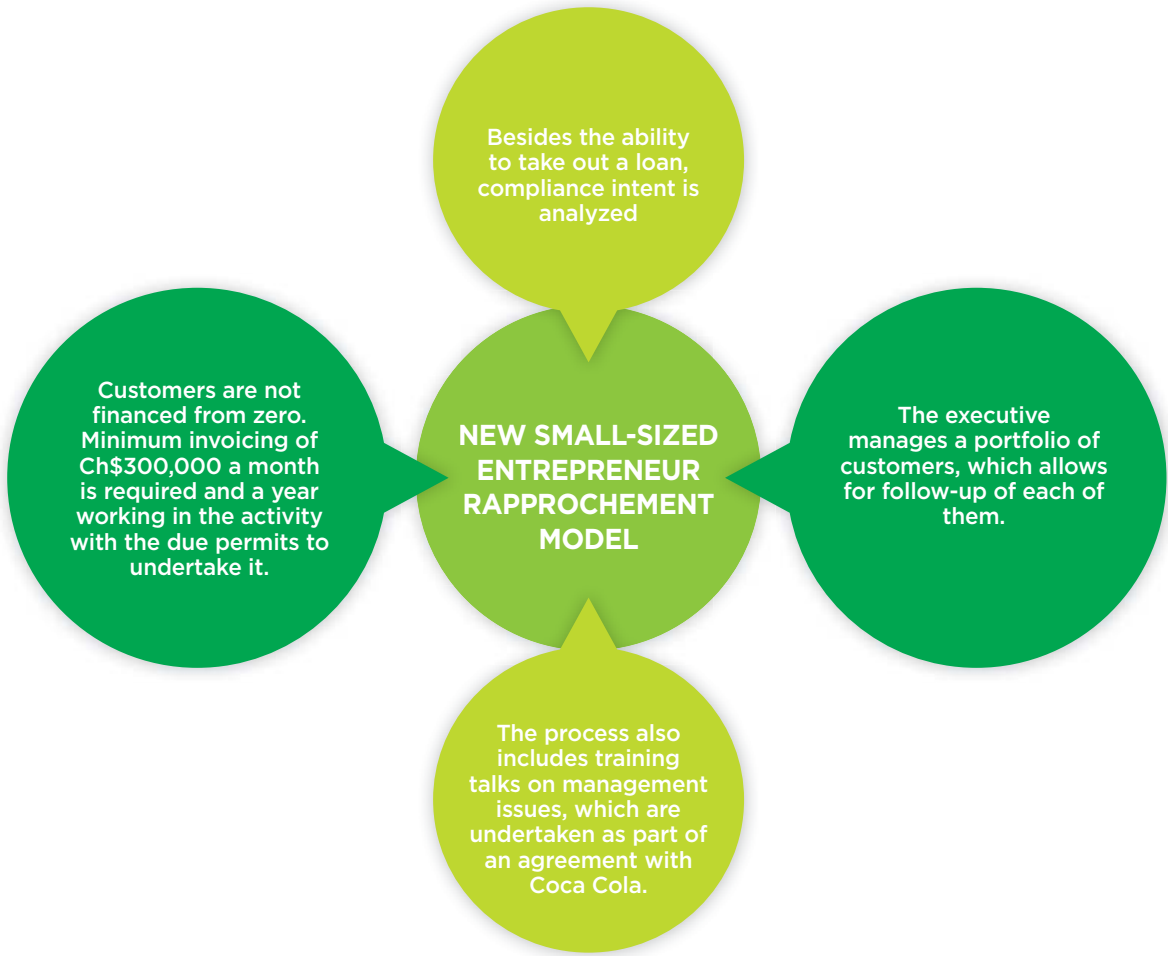 Besides the ability
to take out a loan,
compliance intent is
analyzed
Customers are not
financed from zero.
Minimum invoicing of
Ch$300,000 a month
is required and a year
working in the activity
with the due permits to
undertake it.
NEW SMALL-SIZED
ENTREPRENEUR
RAPPROCHEMENT
MODEL
The executive
manages a portfolio of
customers, which allows
for follow-up of each of
them.
The process also
includes training
talks on management
issues, which are
undertaken as part of
an agreement with
Coca Cola.